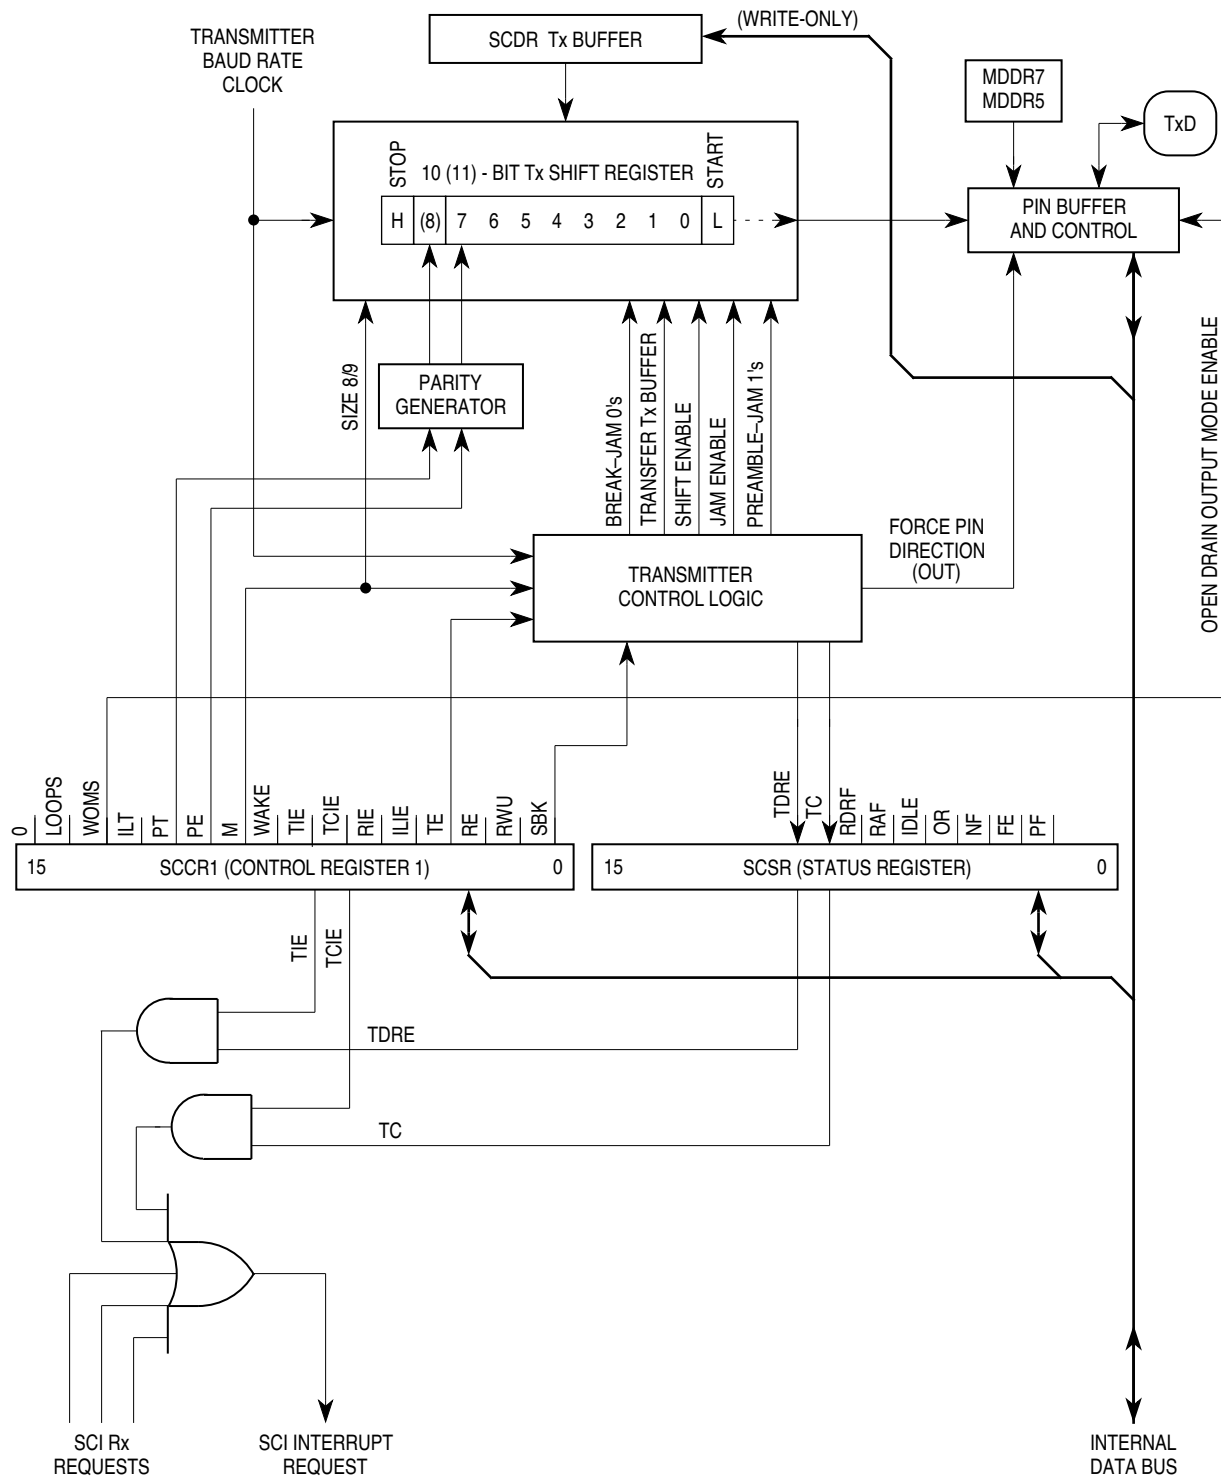 (WRITE-ONLY)
TRANSMITTER
BAUD RATE
CLOCK
SCDR Tx BUFFER
MDDR7
MDDR5
TxD
STOP
10 (11) - BIT Tx SHIFT REGISTER
START
H (8) 7 6 5 4 3 2 1 0 L
PIN BUFFER
AND CONTROL
SIZE 8/9
PARITY
GENERATOR
BREAK–JAM 0's
TRANSFER Tx BUFFER
SHIFT ENABLE
JAM ENABLE
PREAMBLE–JAM 1's
OPEN DRAIN OUTPUT MODE ENABLE
FORCE PIN
DIRECTION
(OUT)
TRANSMITTER
CONTROL LOGIC
0
LOOPS
WOMS
ILT
PT
PE
M
WAKE
TIE
TCIE
RIE
ILIE
TE
RE
RWU
SBK
TDRE
TC
RDRF
RAF
IDLE
OR
NF
FE
PF
15 SCCR1 (CONTROL REGISTER 1) 0
15 SCSR (STATUS REGISTER) 0
TIE
TCIE
TDRE
TC
SCI Rx
REQUESTS
SCI INTERRUPT
REQUEST
INTERNAL
DATA BUS